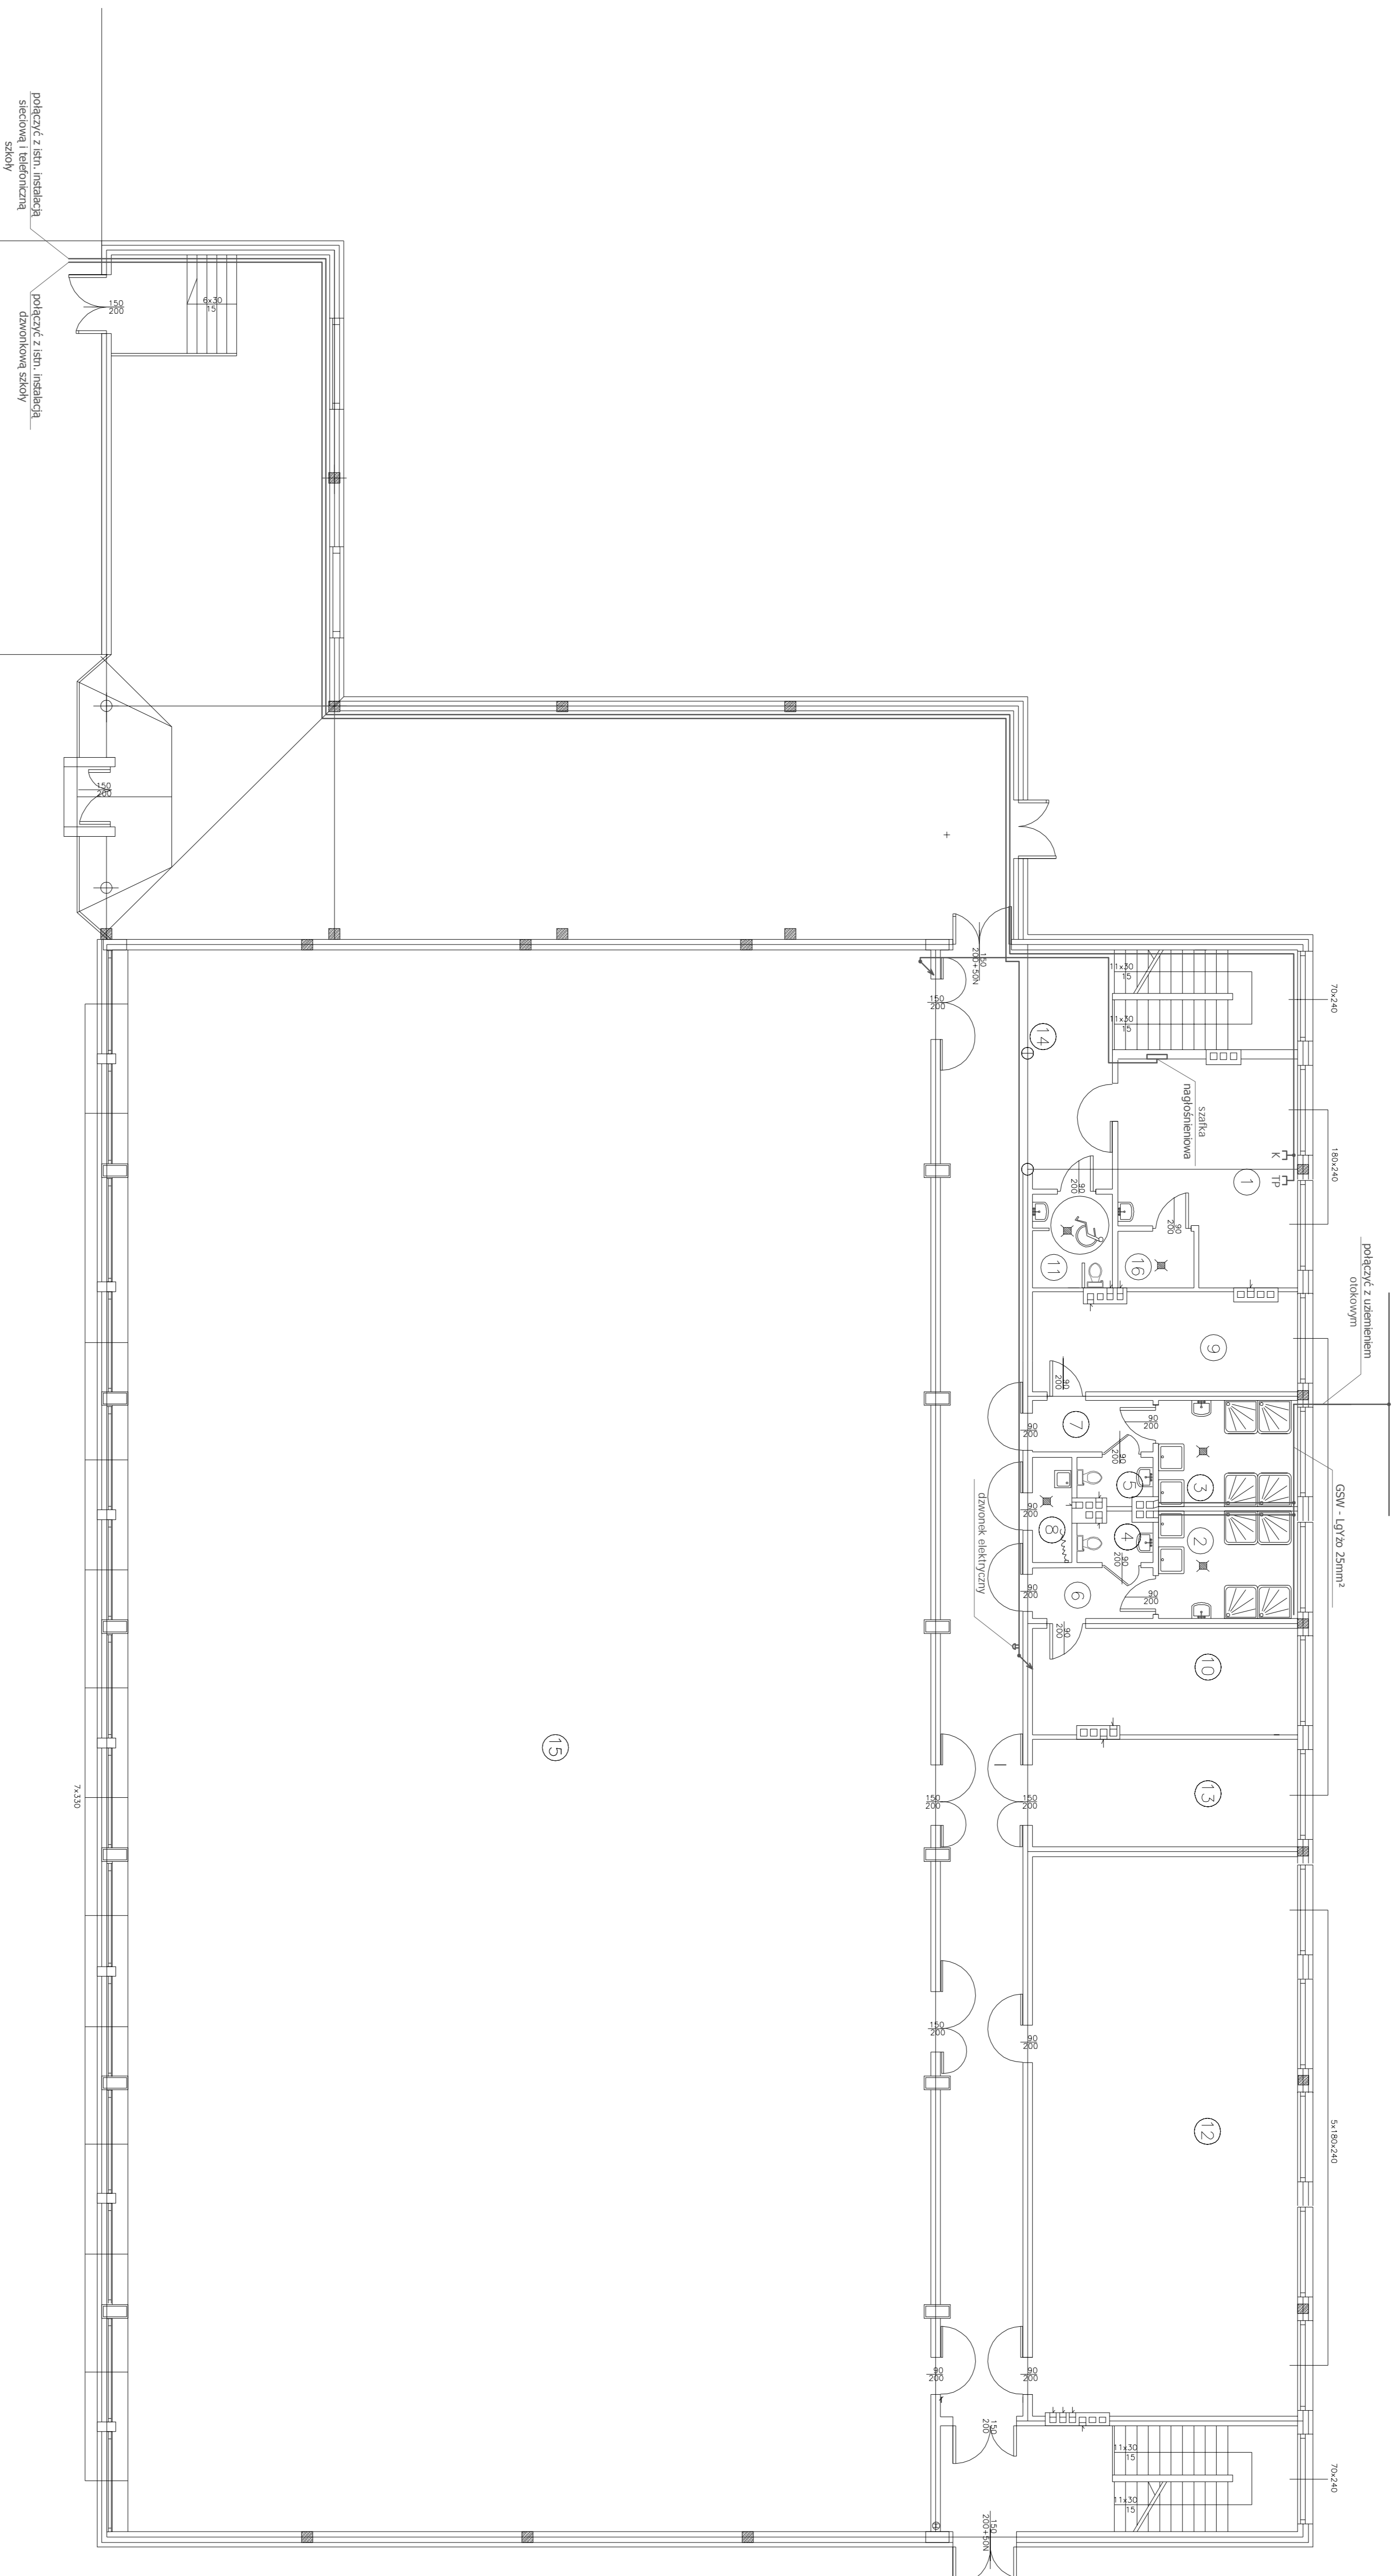 połączyć z istn. instalacją
sieciową i telefoniczną
szkoły
połączyć z istn. instalacją
dzwonkową szkoły
150
200
6x30
15
150
200
150
200+50N
150
200
11x30
15
11x30
15
70x240
14
szafka
nagłośnieniowa
K
TP
1
180x240
90
200
90
200
11
16
połączyć z uziemieniem
otokowym
9
90
200
GSW - LgYżo 25mm²
7
90
200
90
200
90
200
5
3
90
200
8
4
2
90
200
90
200
6
90
200
dzwonek elektryczny
90
200
10
15
13
7x330
150
200
150
200
150
200
90
200
12
5x180x240
90
200
90
200
150
200
11x30
15
11x30
15
70x240
150
200+50N